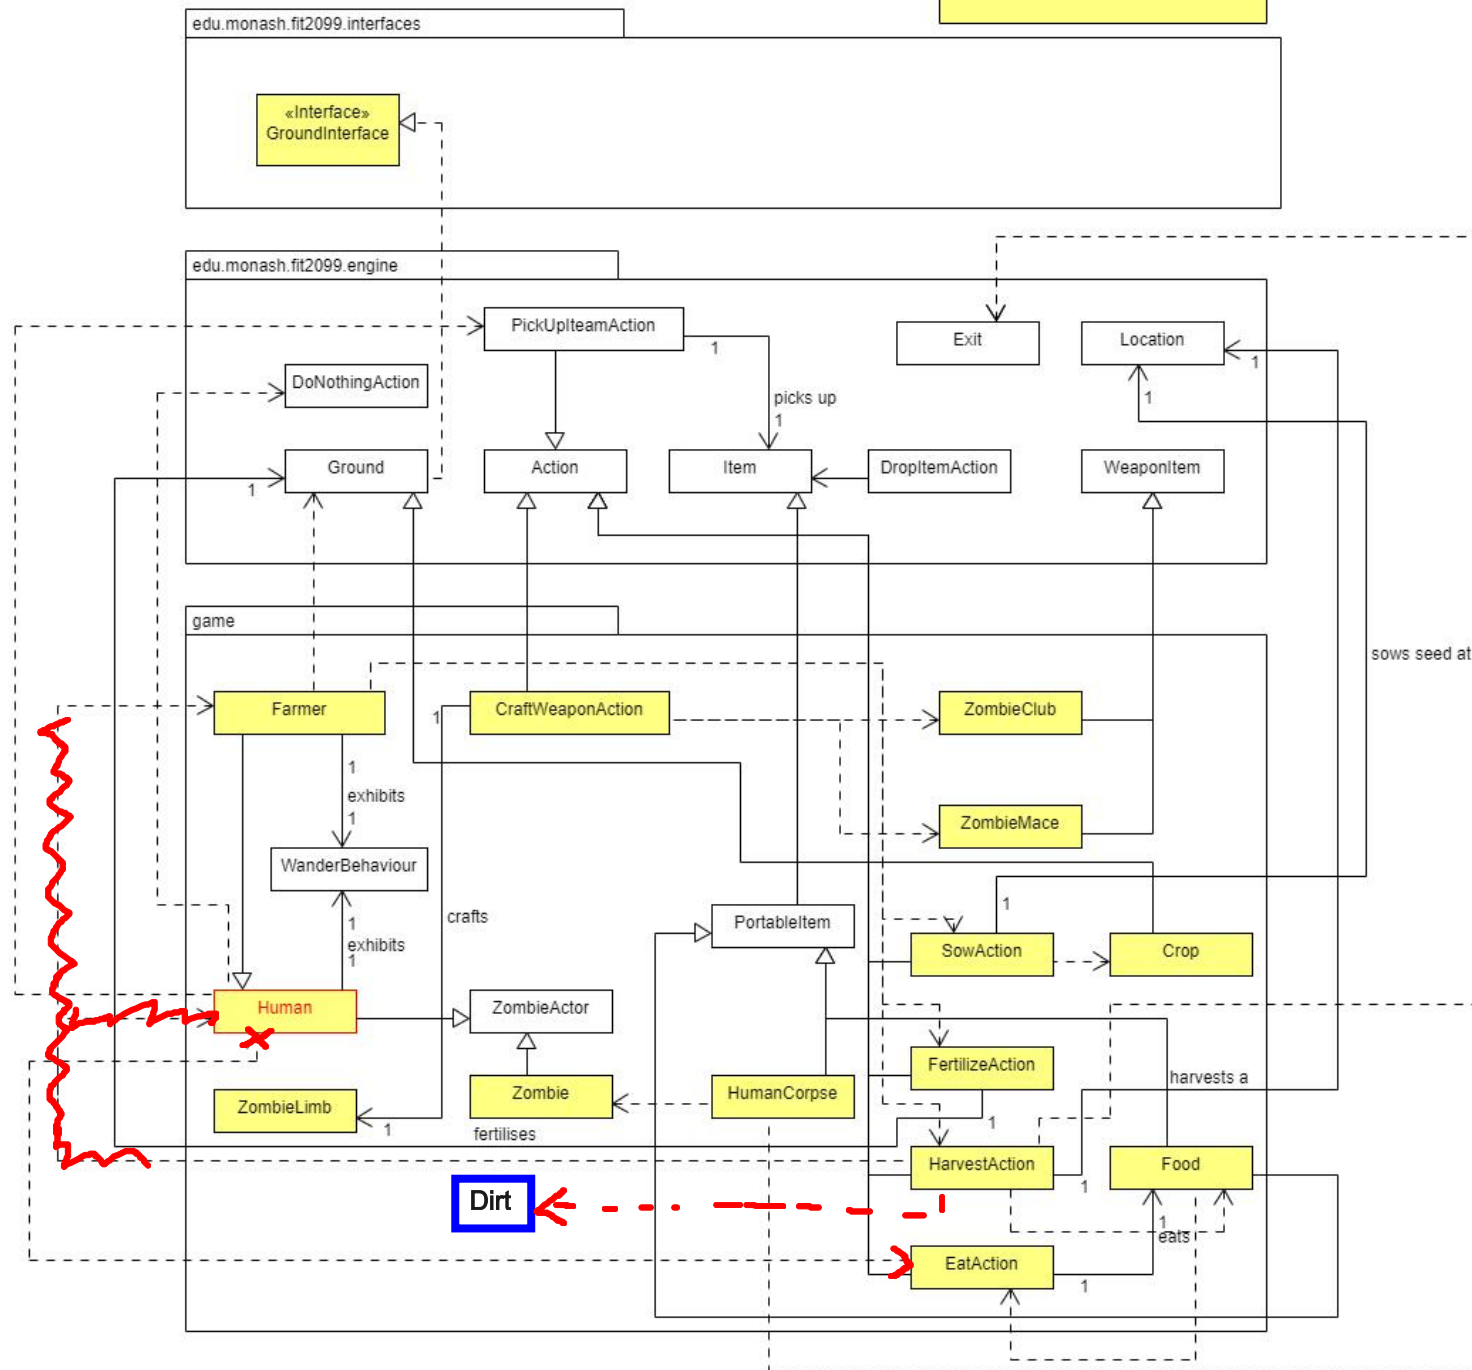 edu.monash.fit2099.interfaces
«Interface»
GroundInterface
edu.monash.fit2099.engine
PickUpIteamAction
Exit
Location
1
1
DoNothingAction
1
picks up
1
Ground
Action
Item
DropItemAction
WeaponItem
1
game
sows seed at
Farmer
1
CraftWeaponAction
ZombieClub
1
exhibits
1
ZombieMace
WanderBehaviour
1
exhibits
1
crafts
1
PortableItem
SowAction
Crop
Human
ZombieActor
FertilizeAction
harvests a
ZombieLimb
Zombie
HumanCorpse
1
fertilises
1
HarvestAction
Food
1
Dirt
1
eats
EatAction
1